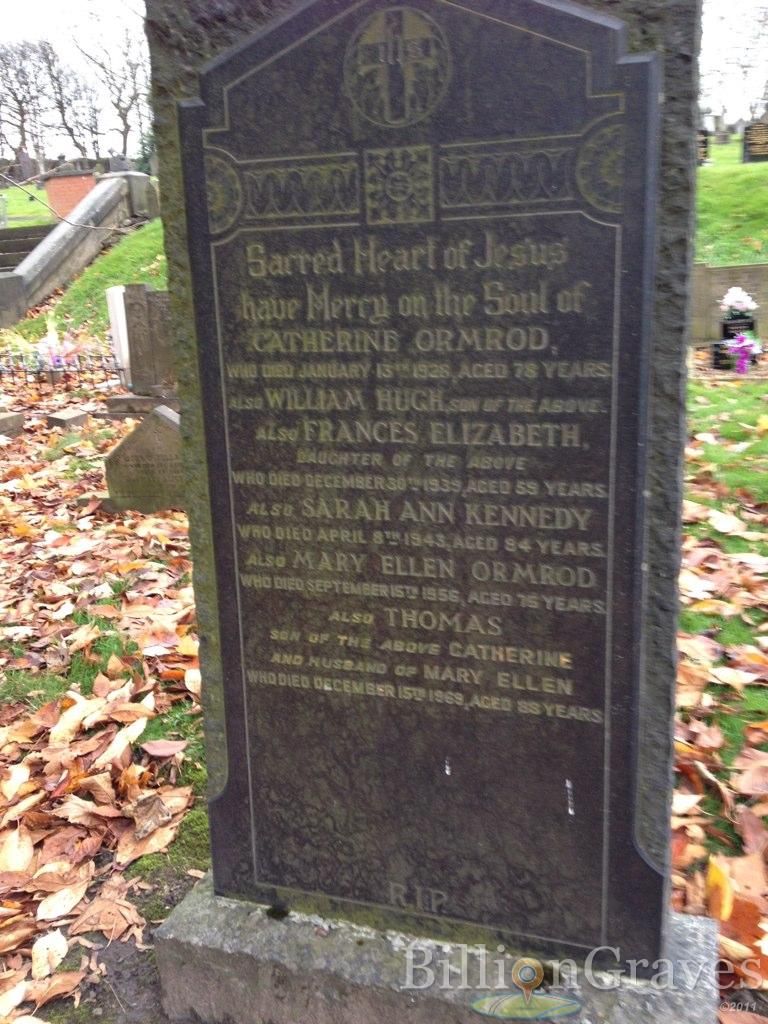 IHS
Sacred Heart of Jesus
have Mercy on the Soul of
CATHERINE ORMROD,
WHO DIED JANUARY 13TH 1928, AGED 78 YEARS.
ALSO WILLIAM HUGH, SON OF THE ABOVE.
ALSO FRANCES ELIZABETH,
DAUGHTER OF THE ABOVE
WHO DIED DECEMBER 30TH 1939, AGED 59 YEARS.
ALSO SARAH ANN KENNEDY
WHO DIED APRIL 8TH 1943, AGED 84 YEARS.
ALSO MARY ELLEN ORMROD
WHO DIED SEPTEMBER 15TH 1956, AGED 75 YEARS.
ALSO THOMAS
SON OF THE ABOVE CATHERINE
AND HUSBAND OF MARY ELLEN
WHO DIED DECEMBER 15TH 1969, AGED 88 YEARS
R.I.P.
BillionGraves
©2011